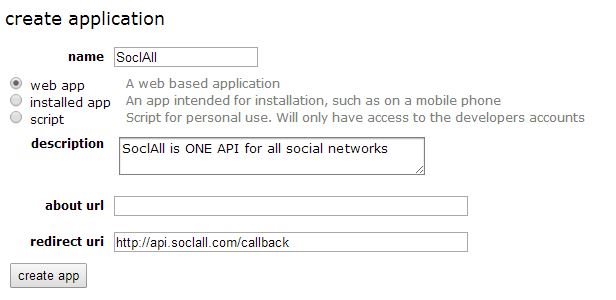 create application
name SoclAll
web app A web based application
installed app An app intended for installation, such as on a mobile phone
script Script for personal use. Will only have access to the developers accounts
description SoclAll is ONE API for all social networks
about url
redirect uri http://api.soclall.com/callback
create app